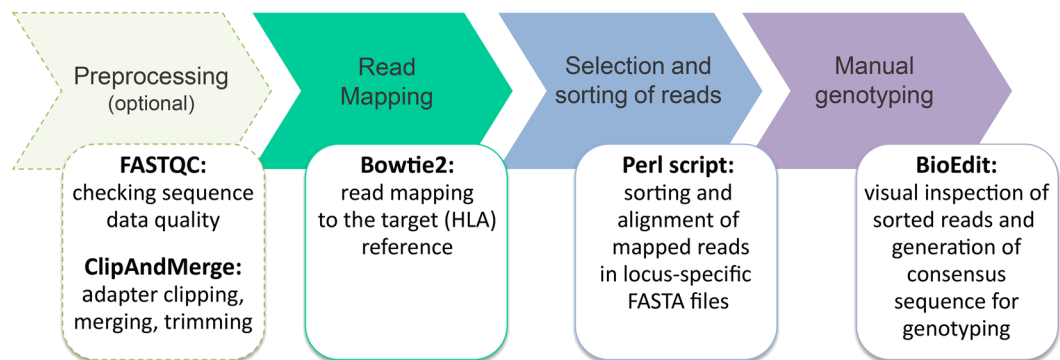 Preprocessing
(optional)
Read
Mapping
Selection and
sorting of reads
Manual
genotyping
FASTQC:
checking sequence
data quality
ClipAndMerge:
adapter clipping,
merging, trimming
Bowtie2:
read mapping
to the target (HLA)
reference
Perl script:
sorting and
alignment of
mapped reads
in locus-specific
FASTA files
BioEdit:
visual inspection of
sorted reads and
generation of
consensus
sequence for
genotyping